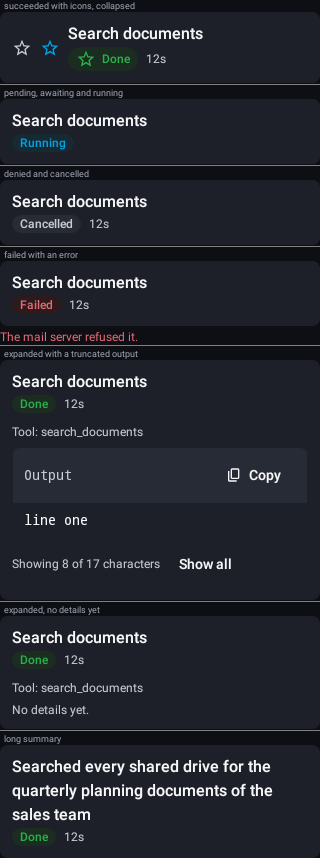 succeeded with icons, collapsed
Search documents
Done 12s
pending, awaiting and running
Search documents
Running
denied and cancelled
Search documents
Cancelled 12s
failed with an error
Search documents
Failed 12s
The mail server refused it.
expanded with a truncated output
Search documents
Done 12s
Tool: search_documents
Output Copy
line one
Showing 8 of 17 characters Show all
expanded, no details yet
Search documents
Done 12s
Tool: search_documents
No details yet.
long summary
Searched every shared drive for the
quarterly planning documents of the
sales team
Done 12s